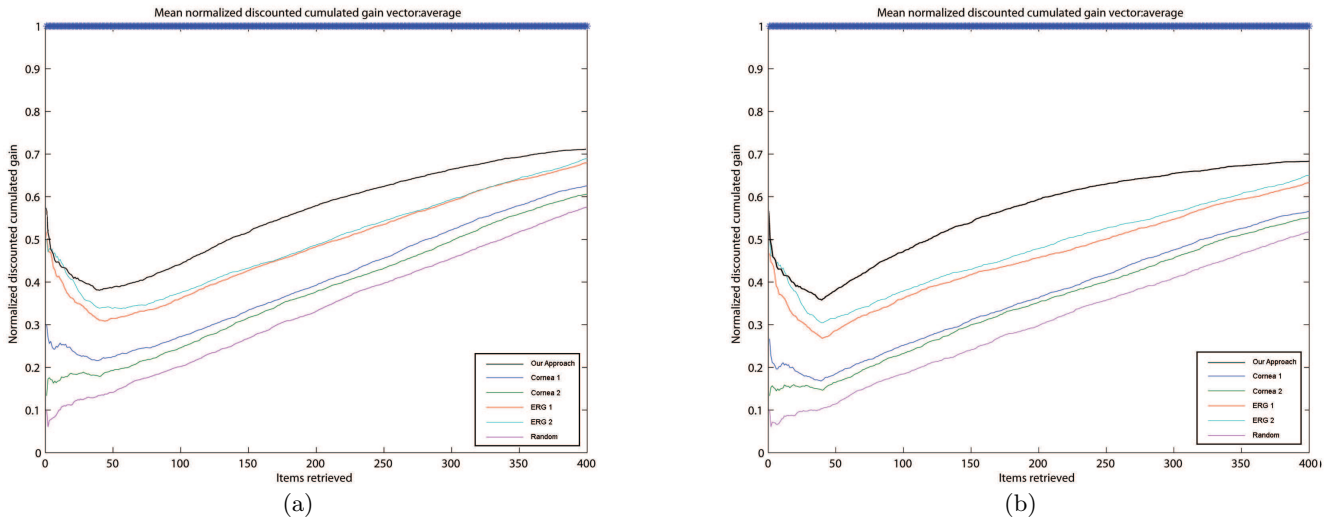 Mean normalized discounted cumulated gain vector:average
Normalized discounted cumulated gain
1
0.9
0.8
0.7
0.6
0.5
0.4
0.3
0.2
0.1
0
0 50 100 150 200 250 300 350 400
Items retrieved
Our Approach
Cornea 1
Cornea 2
ERG 1
ERG 2
Random
(a)
Mean normalized discounted cumulated gain vector:average
Normalized discounted cumulated gain
1
0.9
0.8
0.7
0.6
0.5
0.4
0.3
0.2
0.1
0
0 50 100 150 200 250 300 350 400
Items retrieved
Our Approach
Cornea 1
Cornea 2
ERG 1
ERG 2
Random
(b)